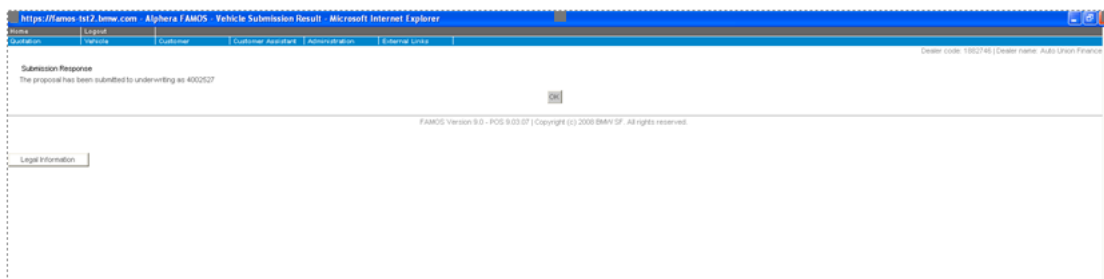 https://famos-tst2.bmw.com - Alphera FAMOS - Vehicle Submission Result - Microsoft Internet Explorer
Home Logout
Quotation Vehicle Customer Customer Assistant Administration External Links
Dealer code: 1882746 | Dealer name: Auto Union Finance
Submission Response
The proposal has been submitted to underwriting as 4002527
OK
FAMOS Version 9.0 - POS 9.03.07 | Copyright (c) 2008 BMW SF. All rights reserved.
Legal Information